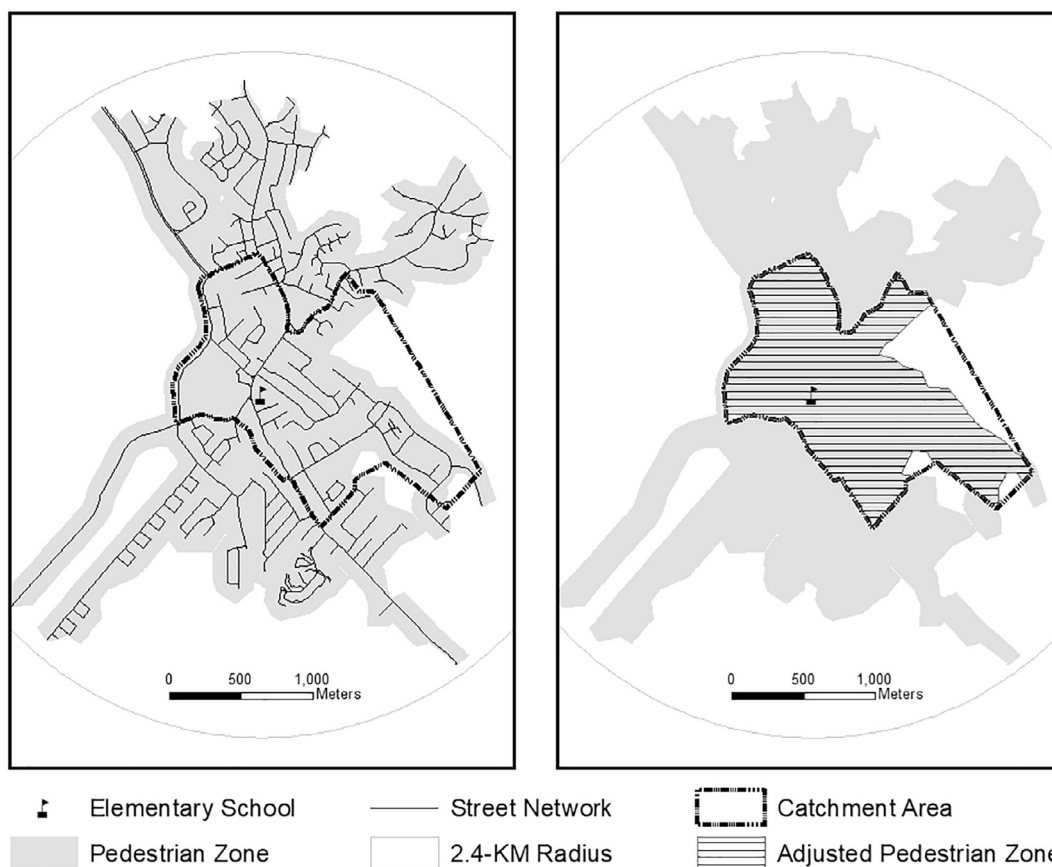 0 500 1,000
Meters
0 500 1,000
Meters
Elementary School Street Network Catchment Area
Pedestrian Zone 2.4-KM Radius Adjusted Pedestrian Zone